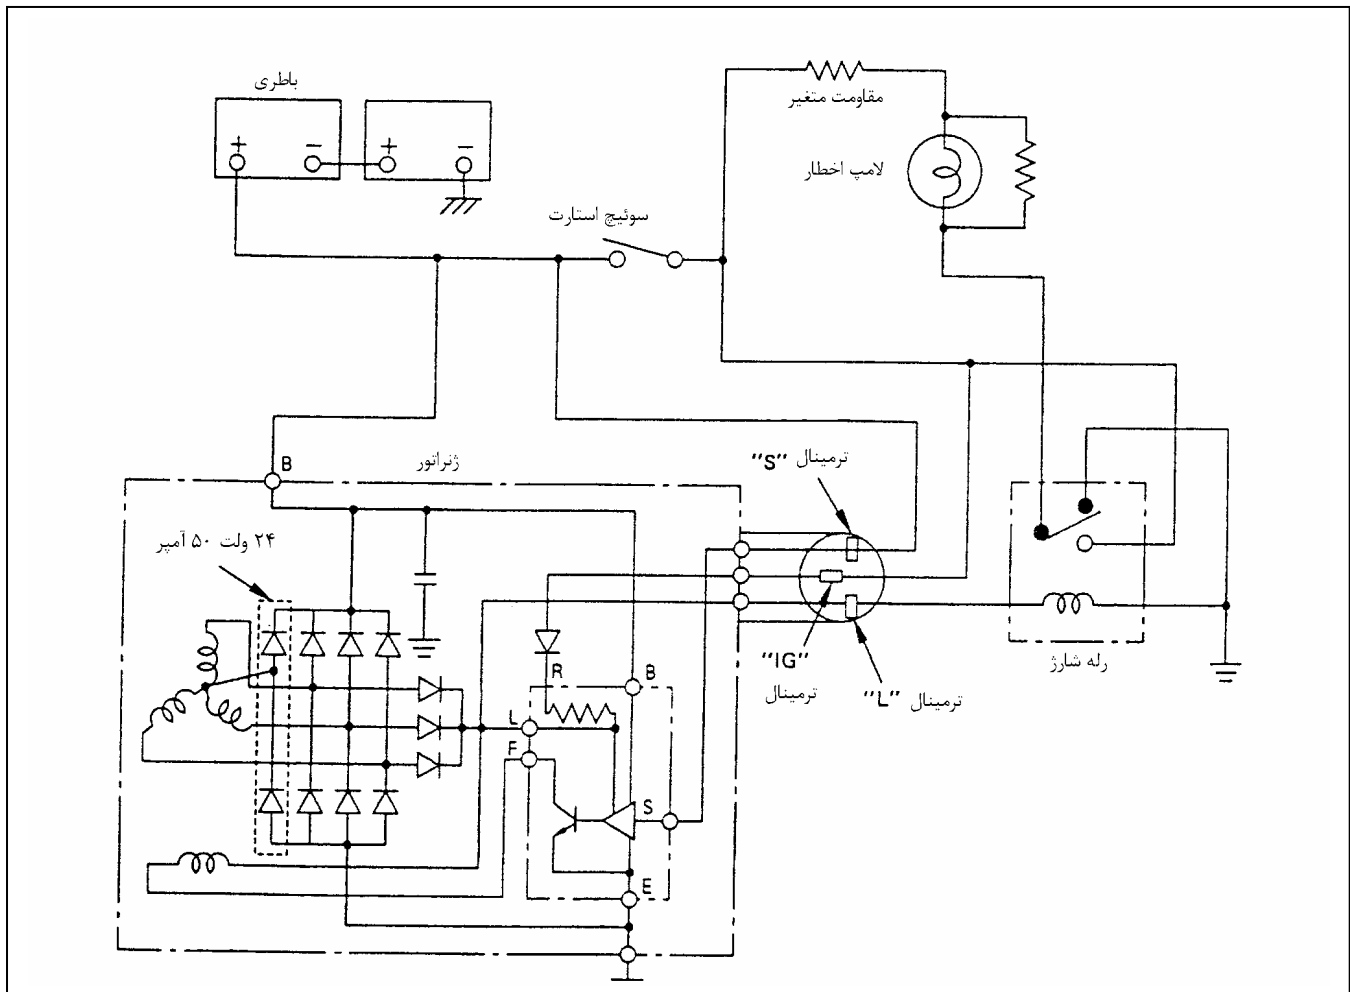 باطری
+
−
+
−
مقاومت متغیر
لامپ اخطار
سوئیچ استارت
B
ژنراتور
ترمینال "S"
۲۴ ولت ۵۰ آمپر
"IG"
ترمینال
ترمینال "L"
رله شارژ
R
B
L
F
S
E